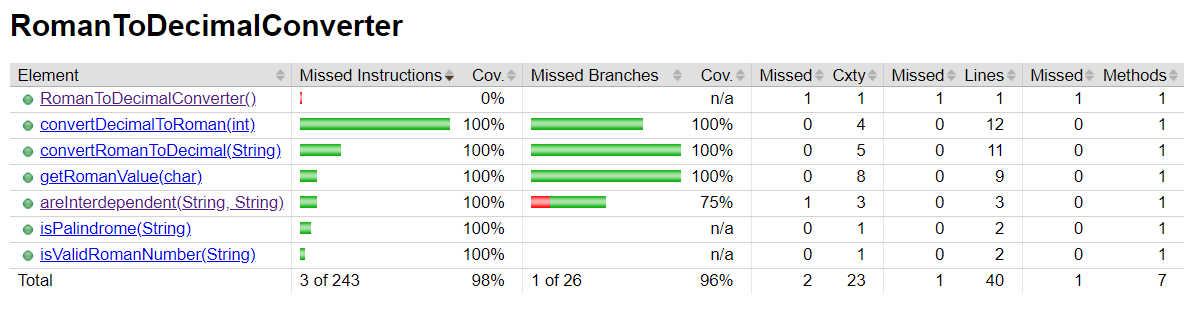 RomanToDecimalConverter
Element Missed Instructions Cov. Missed Branches Cov. Missed Cxty Missed Lines Missed Methods
RomanToDecimalConverter() 0% n/a 1 1 1 1 1 1
convertDecimalToRoman(int) 100% 100% 0 4 0 12 0 1
convertRomanToDecimal(String) 100% 100% 0 5 0 11 0 1
getRomanValue(char) 100% 100% 0 8 0 9 0 1
areInterdependent(String, String) 100% 75% 1 3 0 3 0 1
isPalindrome(String) 100% n/a 0 1 0 2 0 1
isValidRomanNumber(String) 100% n/a 0 1 0 2 0 1
Total 3 of 243 98% 1 of 26 96% 2 23 1 40 1 7